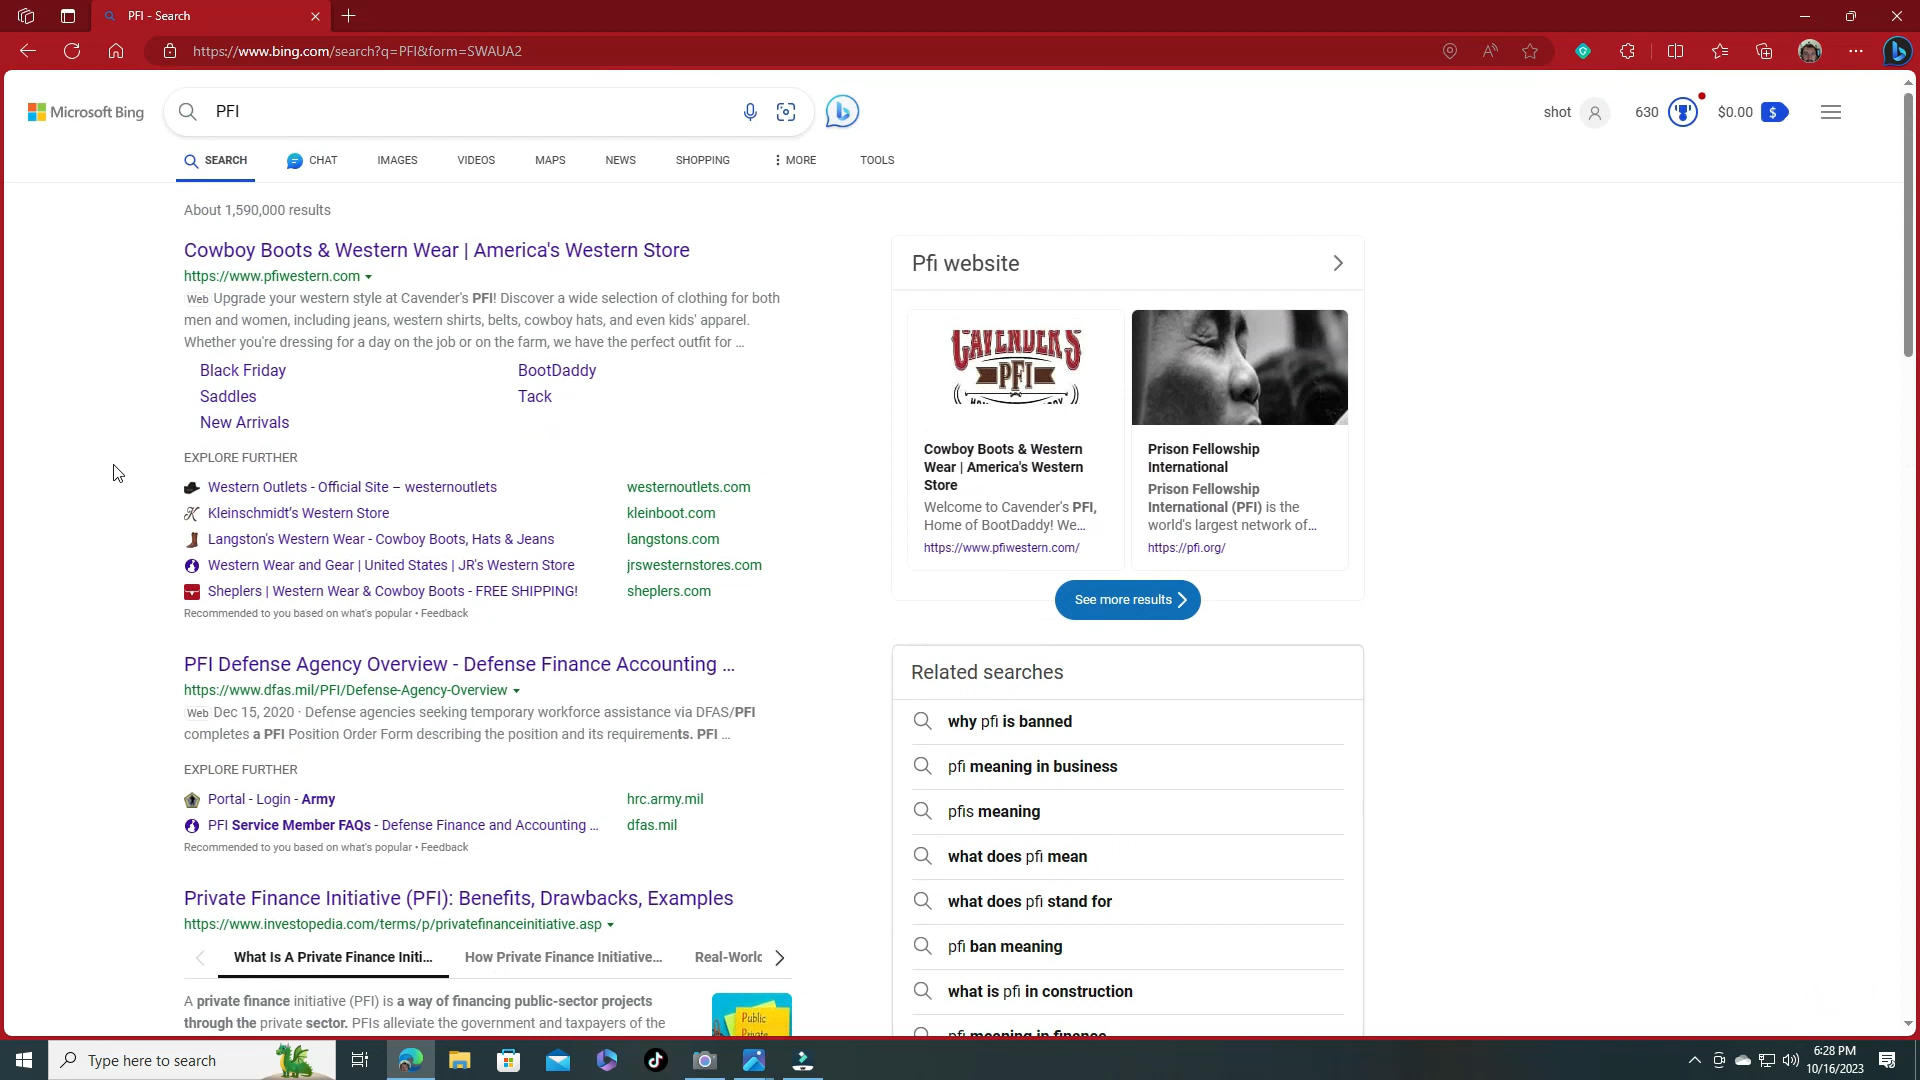 PFI - Search
https://www.bing.com/search?q=PFI&form=SWAUA2
Microsoft Bing
PFI
shot
630
$0.00
$
SEARCH
CHAT
IMAGES
VIDEOS
MAPS
NEWS
SHOPPING
MORE
TOOLS
About 1,590,000 results
Cowboy Boots & Western Wear | America's Western Store
https://www.pfiwestern.com
Web Upgrade your western style at Cavender's PFI! Discover a wide selection of clothing for both
men and women, including jeans, western shirts, belts, cowboy hats, and even kids' apparel.
Whether you're dressing for a day on the job or on the farm, we have the perfect outfit for ...
Black Friday
BootDaddy
Saddles
Tack
New Arrivals
EXPLORE FURTHER
Western Outlets - Official Site – westernoutlets
westernoutlets.com
Kleinschmidt's Western Store
kleinboot.com
Langston's Western Wear - Cowboy Boots, Hats & Jeans
langstons.com
Western Wear and Gear | United States | JR's Western Store
jrswesternstores.com
Sheplers | Western Wear & Cowboy Boots - FREE SHIPPING!
sheplers.com
Recommended to you based on what's popular • Feedback
PFI Defense Agency Overview - Defense Finance Accounting ...
https://www.dfas.mil/PFI/Defense-Agency-Overview
Web Dec 15, 2020 · Defense agencies seeking temporary workforce assistance via DFAS/PFI
completes a PFI Position Order Form describing the position and its requirements. PFI ...
EXPLORE FURTHER
Portal - Login - Army
hrc.army.mil
PFI Service Member FAQs - Defense Finance and Accounting ...
dfas.mil
Recommended to you based on what's popular • Feedback
Private Finance Initiative (PFI): Benefits, Drawbacks, Examples
https://www.investopedia.com/terms/p/privatefinanceinitiative.asp
What Is A Private Finance Initi...
How Private Finance Initiative...
Real-World
A private finance initiative (PFI) is a way of financing public-sector projects
through the private sector. PFIs alleviate the government and taxpayers of the
Public
Private
Pfi website
CAVENDER'S
PFI
Cowboy Boots & Western
Wear | America's Western
Store
Welcome to Cavender's PFI,
Home of BootDaddy! We...
https://www.pfiwestern.com/
Prison Fellowship
International
Prison Fellowship
International (PFI) is the
world's largest network of...
https://pfi.org/
See more results
Related searches
why pfi is banned
pfi meaning in business
pfis meaning
what does pfi mean
what does pfi stand for
pfi ban meaning
what is pfi in construction
pfi meaning in finance
Type here to search
6:28 PM
10/16/2023